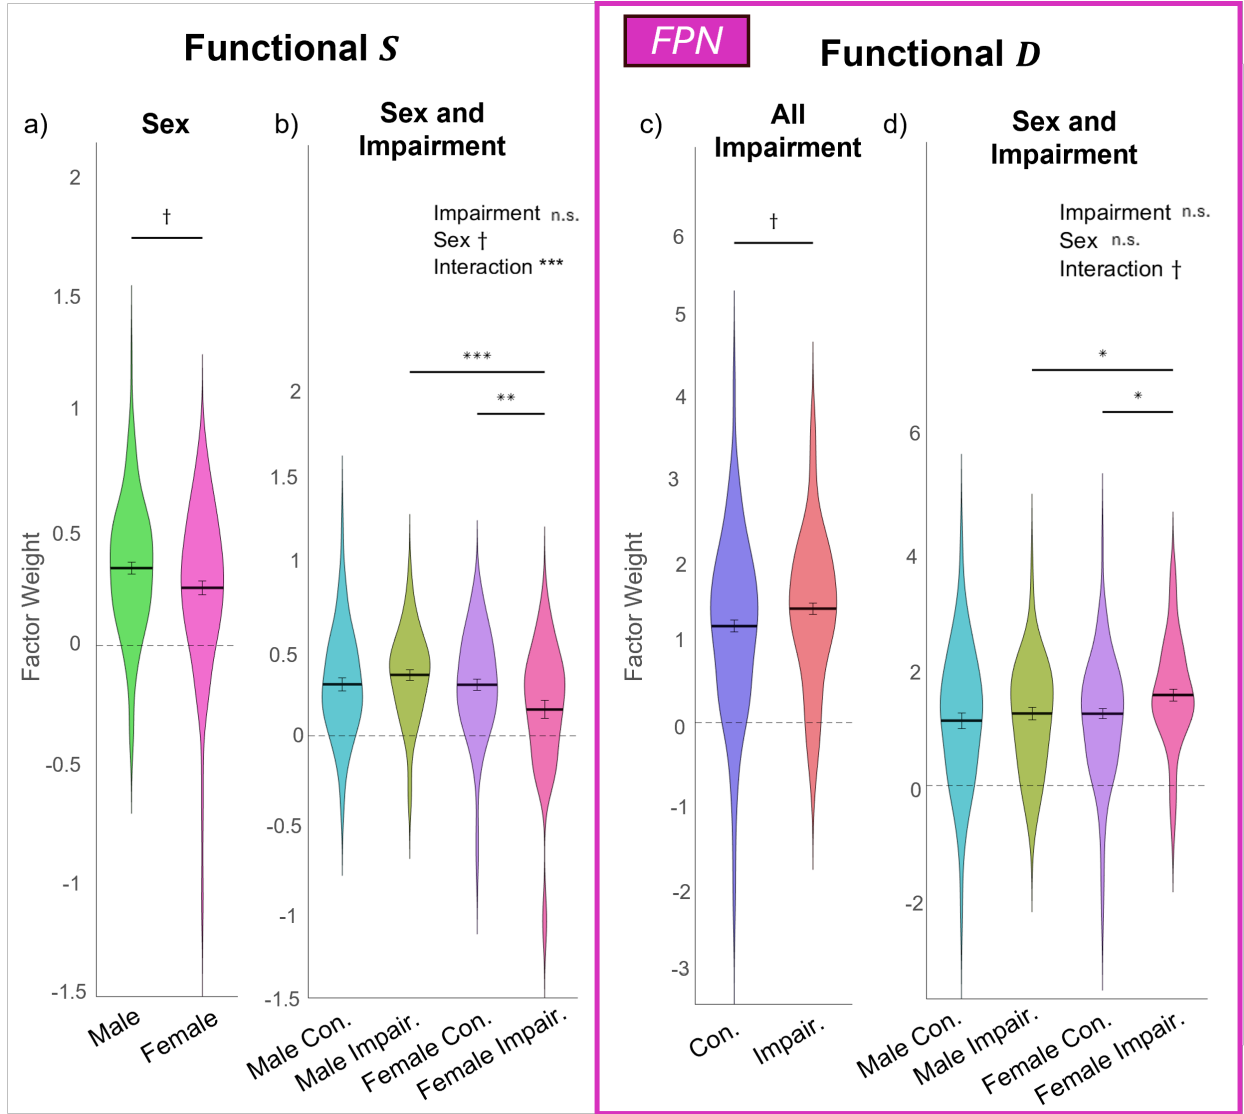 Functional S
FPN
Functional D
a)
Sex
b)
Sex and
Impairment
c)
All
Impairment
d)
Sex and
Impairment
Factor Weight
2
1.5
1
0.5
0
-0.5
-1
-1.5
†
Male
Female
Impairment n.s.
Sex †
Interaction ***
***
**
2
1.5
1
0.5
0
-0.5
-1
-1.5
Male Con.
Male Impair.
Female Con.
Female Impair.
Factor Weight
6
5
4
3
2
1
0
-1
-2
-3
†
Con.
Impair.
Impairment n.s.
Sex n.s.
Interaction †
*
*
6
4
2
0
-2
Male Con.
Male Impair.
Female Con.
Female Impair.